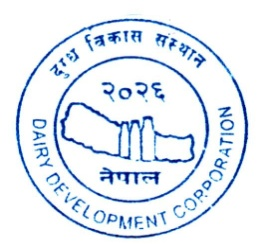 दुग्ध विकास संस्थान
२०२६
नेपाल
DAIRY DEVELOPMENT CORPORATION